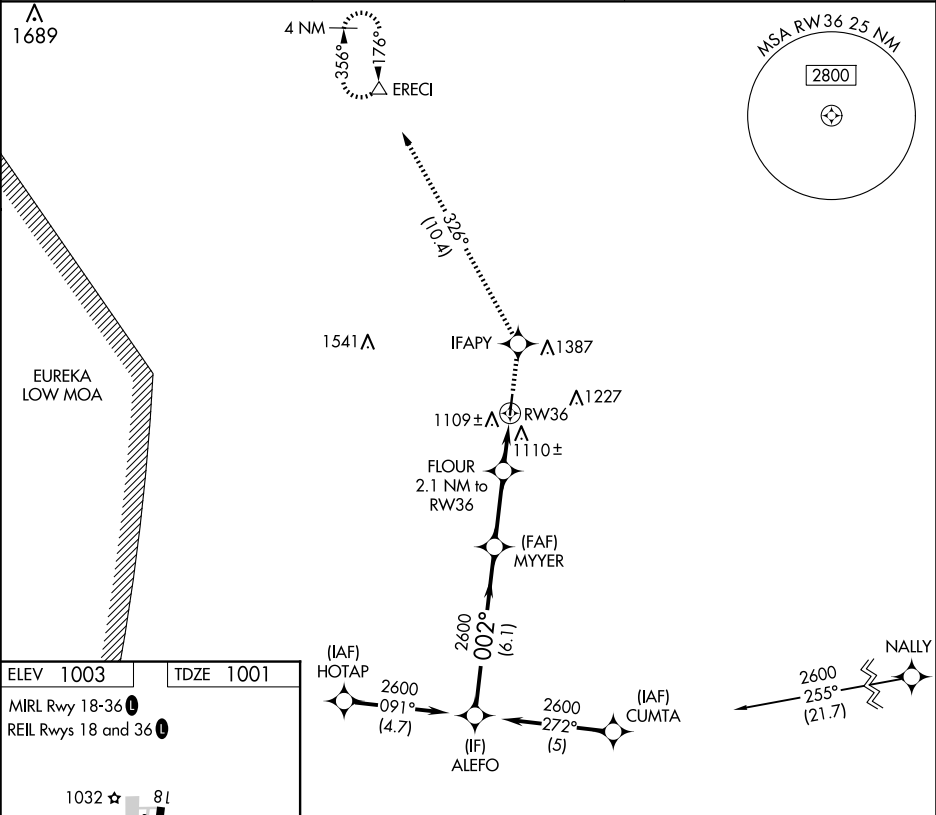 1689
4 NM
356°
176°
ERECI
MSA RW36 25 NM
2800
326°
(10.4)
EUREKA
LOW MOA
1541
IFAPY
1387
1227
1109±
RW36
1110±
FLOUR
2.1 NM to
RW36
(FAF)
MYYER
2600
002°
(6.1)
(IAF)
HOTAP
2600
091°
(4.7)
(IF)
ALEFO
2600
272°
(5)
(IAF)
CUMTA
2600
255°
(21.7)
NALLY
ELEV 1003
TDZE 1001
MIRL Rwy 18-36 L
REIL Rwys 18 and 36 L
1032
18